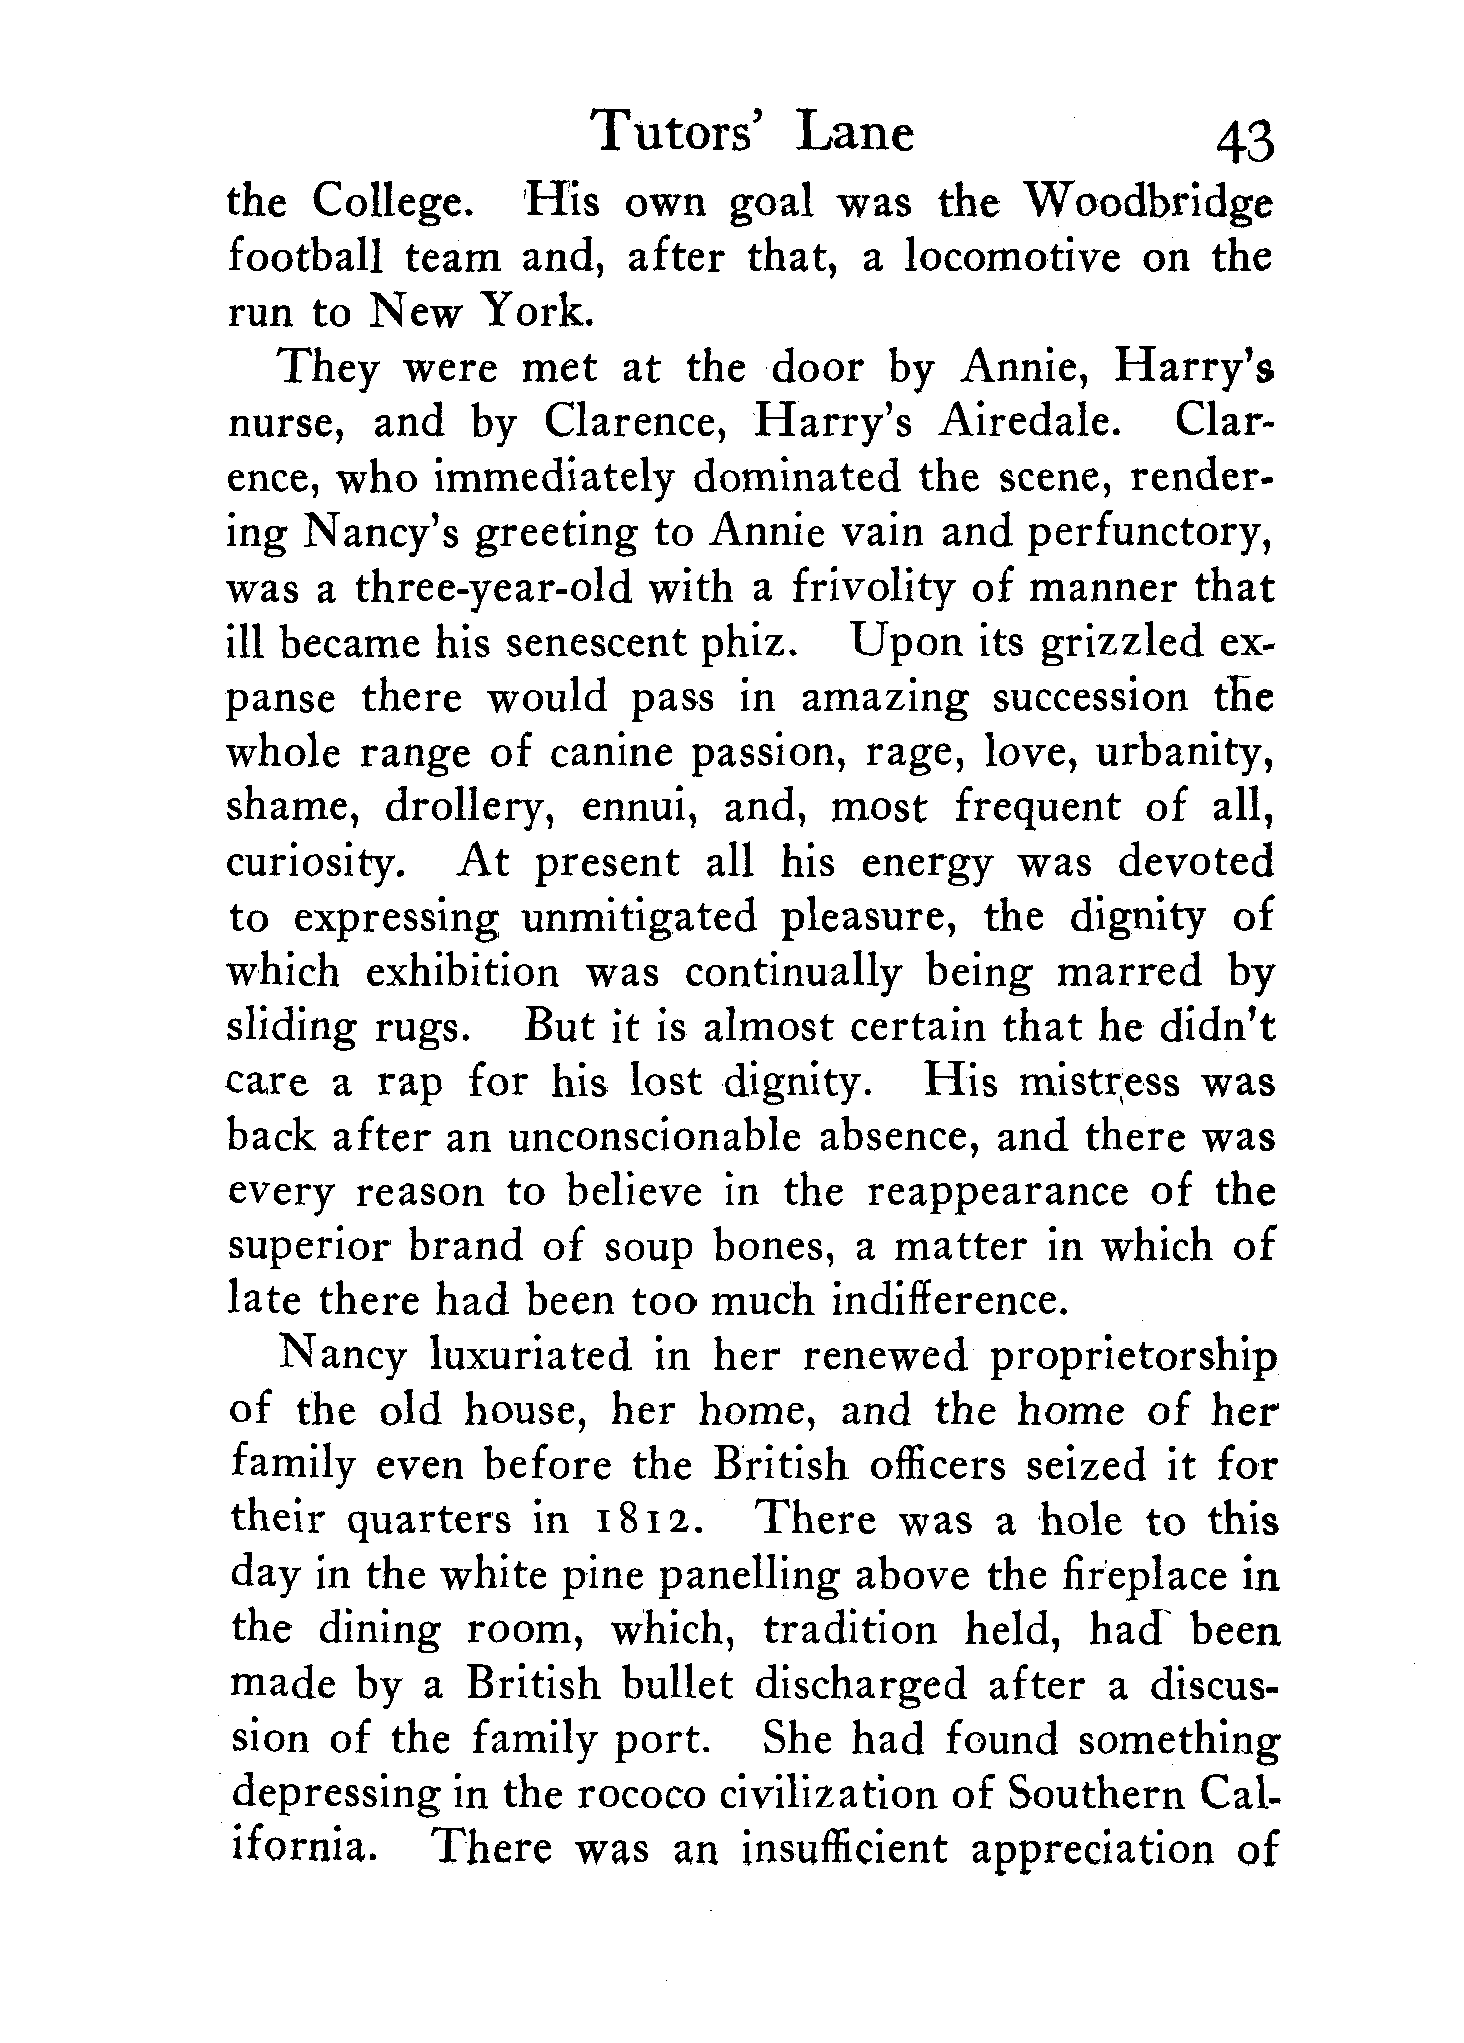 Tutors' Lane 43
the College. His own goal was the Woodbridge
football team and, after that, a locomotive on the
run to New York.
They were met at the door by Annie, Harry's
nurse, and by Clarence, Harry's Airedale. Clar-
ence, who immediately dominated the scene, render-
ing Nancy's greeting to Annie vain and perfunctory,
was a three-year-old with a frivolity of manner that
ill became his senescent phiz. Upon its grizzled ex-
panse there would pass in amazing succession the
whole range of canine passion, rage, love, urbanity,
shame, drollery, ennui, and, most frequent of all,
curiosity. At present all his energy was devoted
to expressing unmitigated pleasure, the dignity of
which exhibition was continually being marred by
sliding rugs. But it is almost certain that he didn't
care a rap for his lost dignity. His mistress was
back after an unconscionable absence, and there was
every reason to believe in the reappearance of the
superior brand of soup bones, a matter in which of
late there had been too much indifference.
Nancy luxuriated in her renewed proprietorship
of the old house, her home, and the home of her
family even before the British officers seized it for
their quarters in 1812. There was a hole to this
day in the white pine panelling above the fireplace in
the dining room, which, tradition held, had been
made by a British bullet discharged after a discus-
sion of the family port. She had found something
depressing in the rococo civilization of Southern Cal-
ifornia. There was an insufficient appreciation of